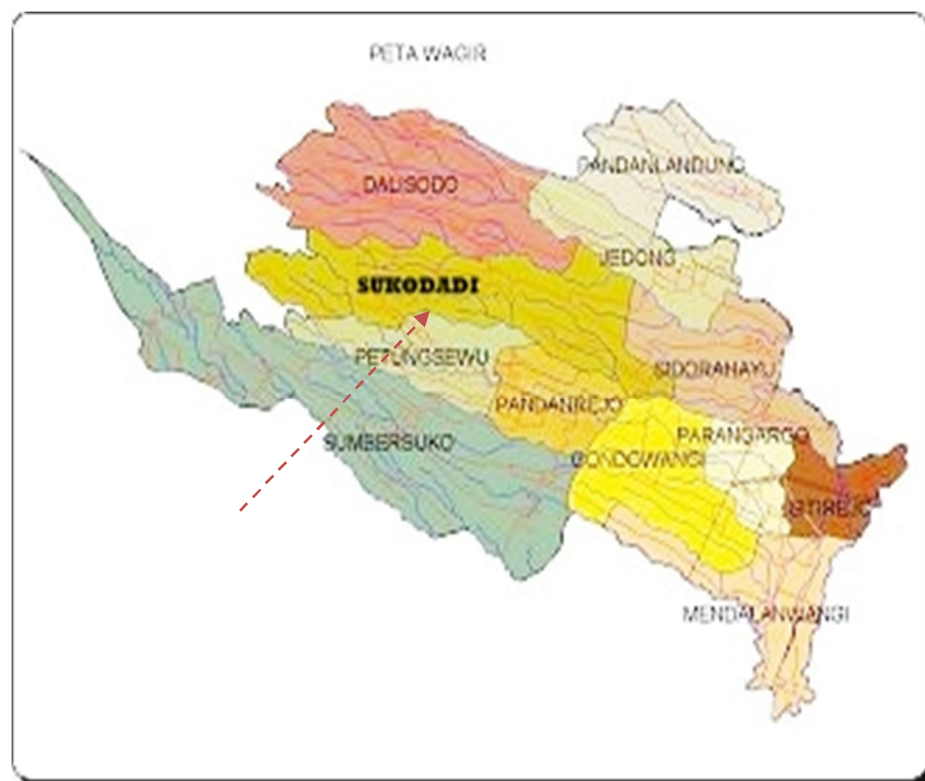 PETA WAGIR
PANDANLANDUNG
DALISODO
JEDONG
SUKODADI
PETUNGSEWU
SIDORAHAYU
PANDANREJO
PARANGARGO
SUMBERSUKO
GONDOWANGI
SITIREJO
MENDALANWANGI